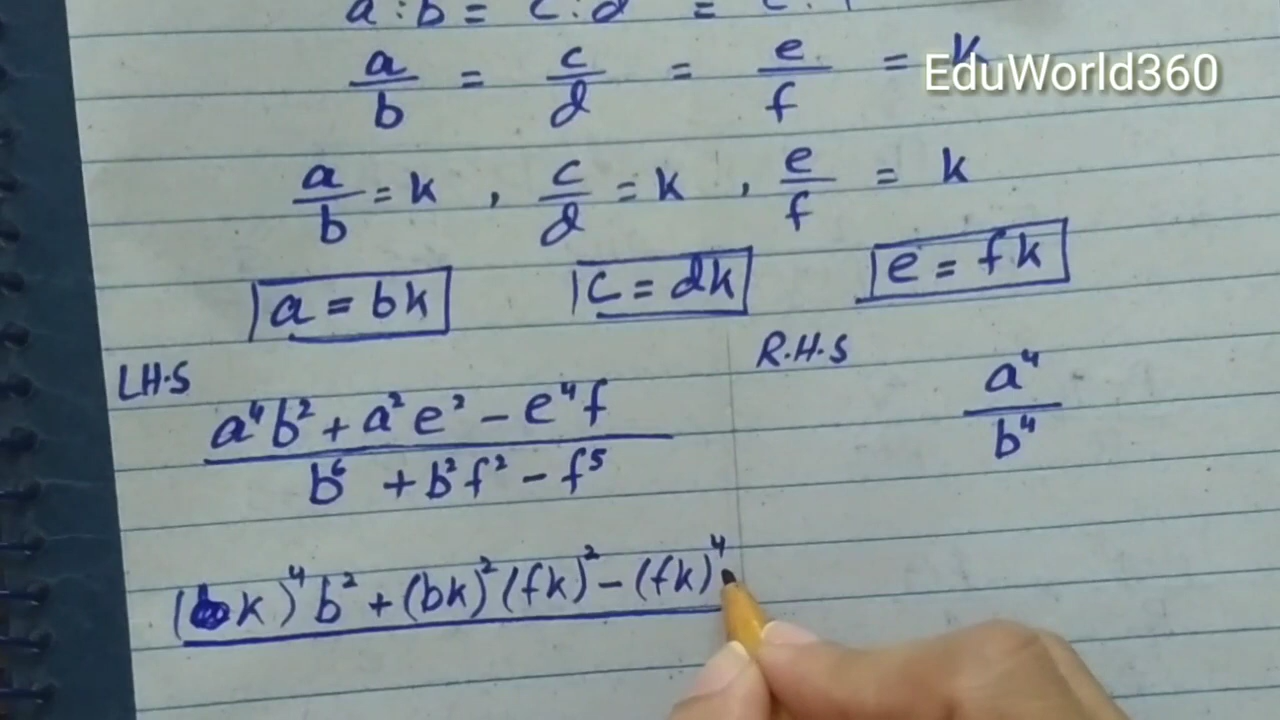 a : b = c : d = e :
a/b = c/d = e/f = k
EduWorld360
a/b = k , c/d = k , e/f = k
a = bk c = dk e = fk
L.H.S R.H.S
a⁴b² + a²e² - e⁴f / b⁶ + b²f² - f⁵
a⁴/b⁴
(bk)⁴b² + (bk)²(fk)² - (fk)⁴